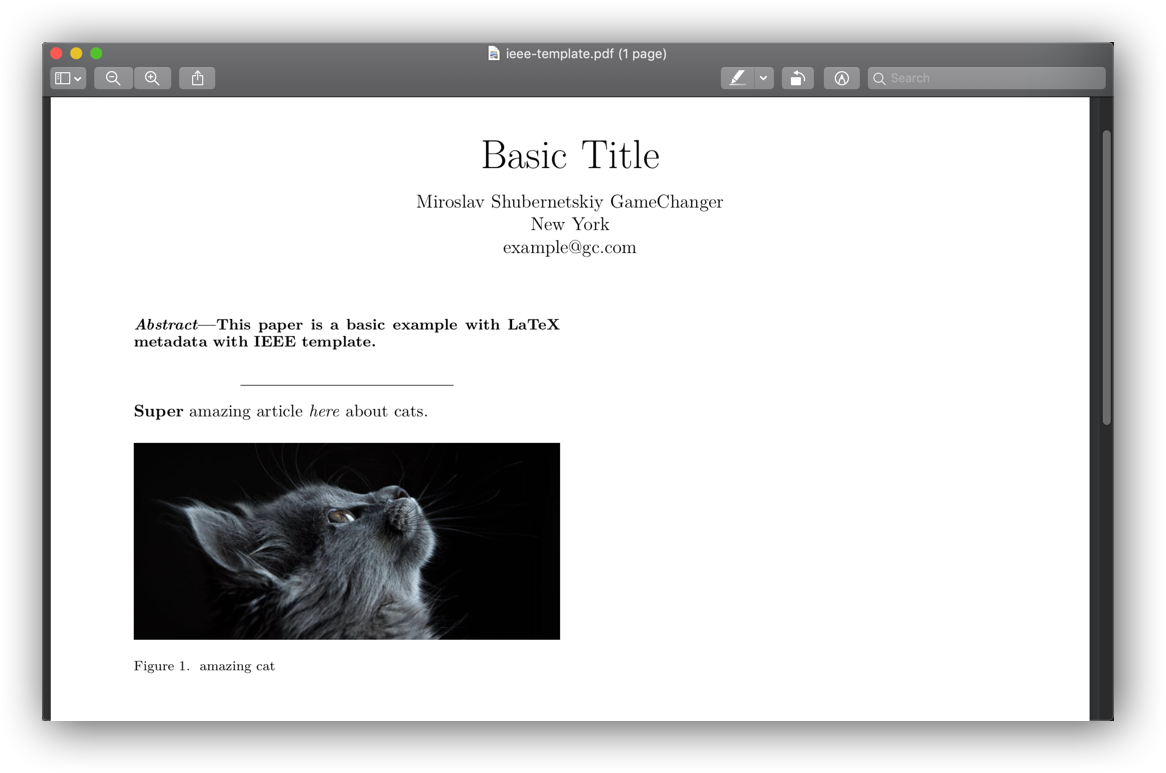 ieee-template.pdf (1 page)
Search
Basic Title
Miroslav Shubernetskiy GameChanger
New York
example@gc.com
Abstract—This paper is a basic example with LaTeX
metadata with IEEE template.
Super amazing article here about cats.
Figure 1. amazing cat